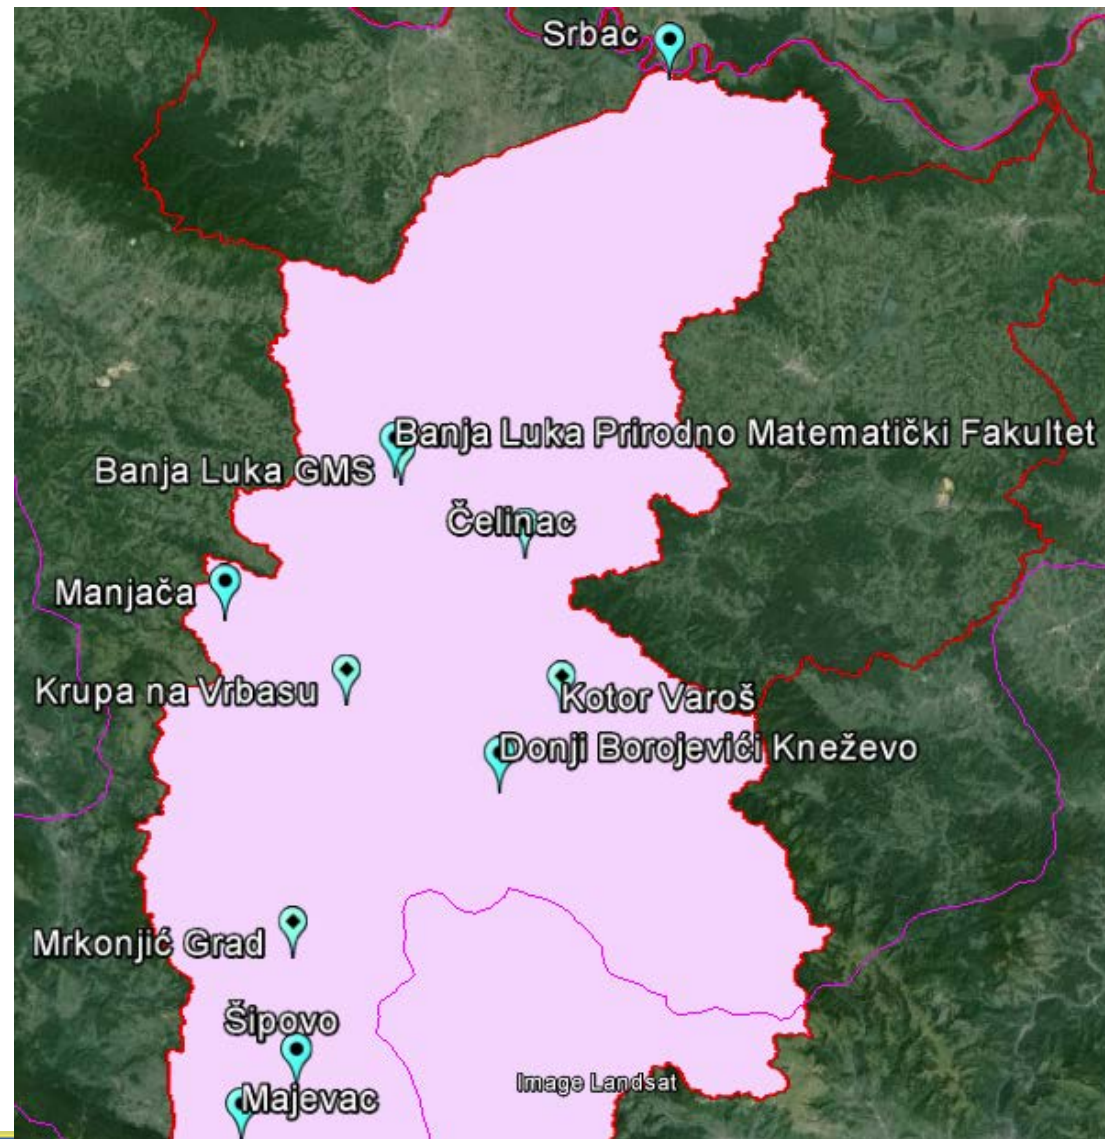 Srbac
Banja Luka Prirodno Matematički Fakultet
Banja Luka GMS
Čelinac
Manjača
Krupa na Vrbasu
Kotor Varoš
Donji Borojevići Kneževo
Mrkonjić Grad
Šipovo
Image Landsat
Majevac